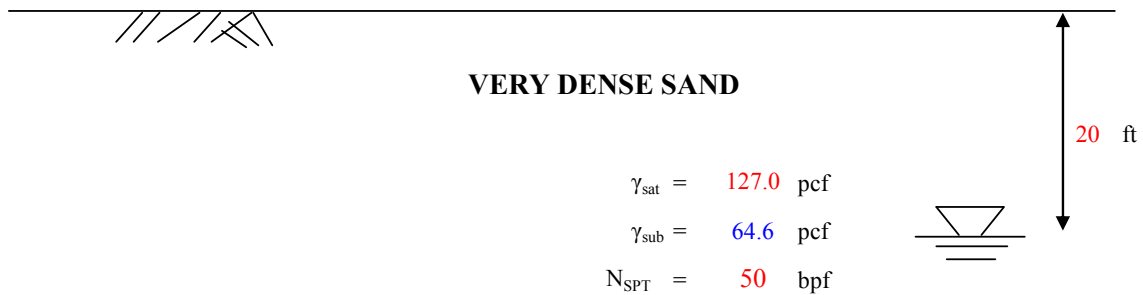 VERY DENSE SAND
20 ft
γsat = 127.0 pcf
γsub = 64.6 pcf
NSPT = 50 bpf